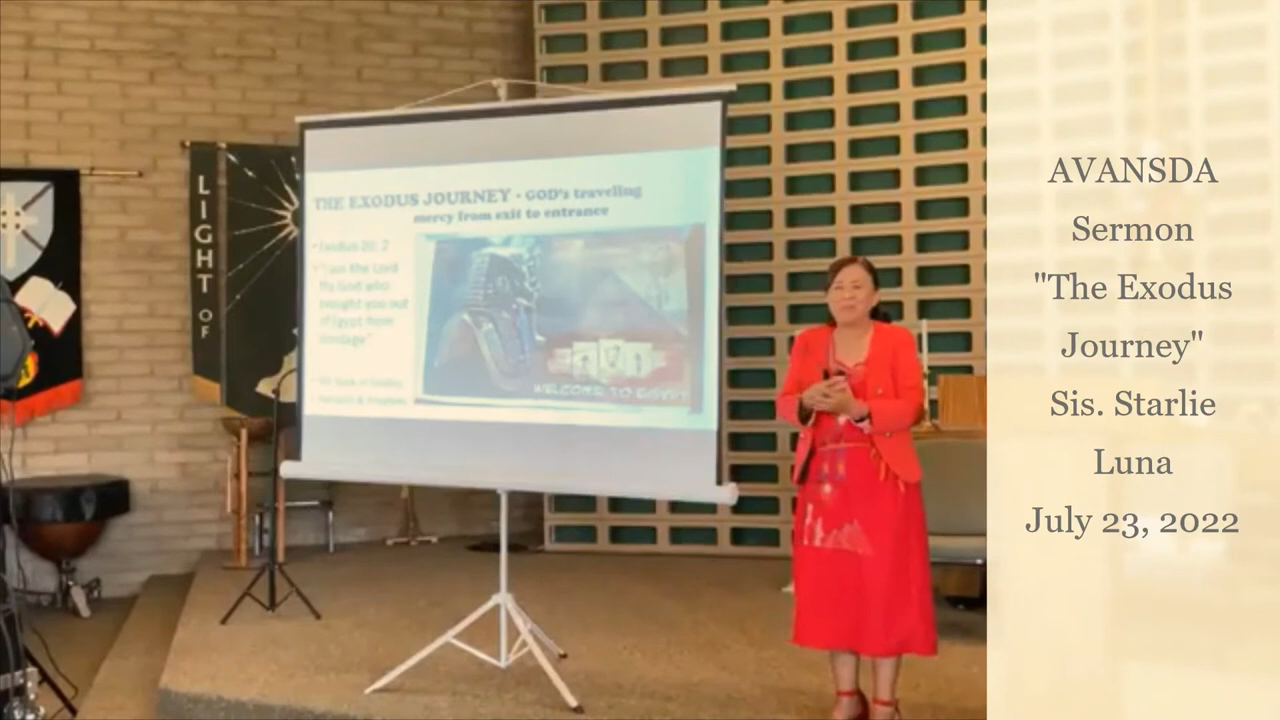 LIGHT OF
THE EXODUS JOURNEY - GOD's traveling
mercy from exit to entrance
• Exodus 20: 2
• "I am the Lord
thy God who
brought you out
of Egypt from
bondage"
WELCOME TO EGYPT
AVANSDA
Sermon
"The Exodus
Journey"
Sis. Starlie
Luna
July 23, 2022